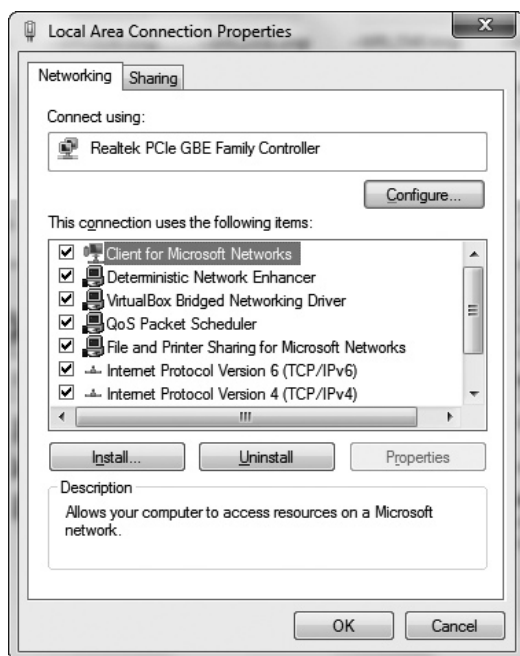 Local Area Connection Properties
x
Networking
Sharing
Connect using:
Realtek PCIe GBE Family Controller
Configure...
This connection uses the following items:
Client for Microsoft Networks
Deterministic Network Enhancer
VirtualBox Bridged Networking Driver
QoS Packet Scheduler
File and Printer Sharing for Microsoft Networks
Internet Protocol Version 6 (TCP/IPv6)
Internet Protocol Version 4 (TCP/IPv4)
Install...
Uninstall
Properties
Description
Allows your computer to access resources on a Microsoft
network.
OK
Cancel